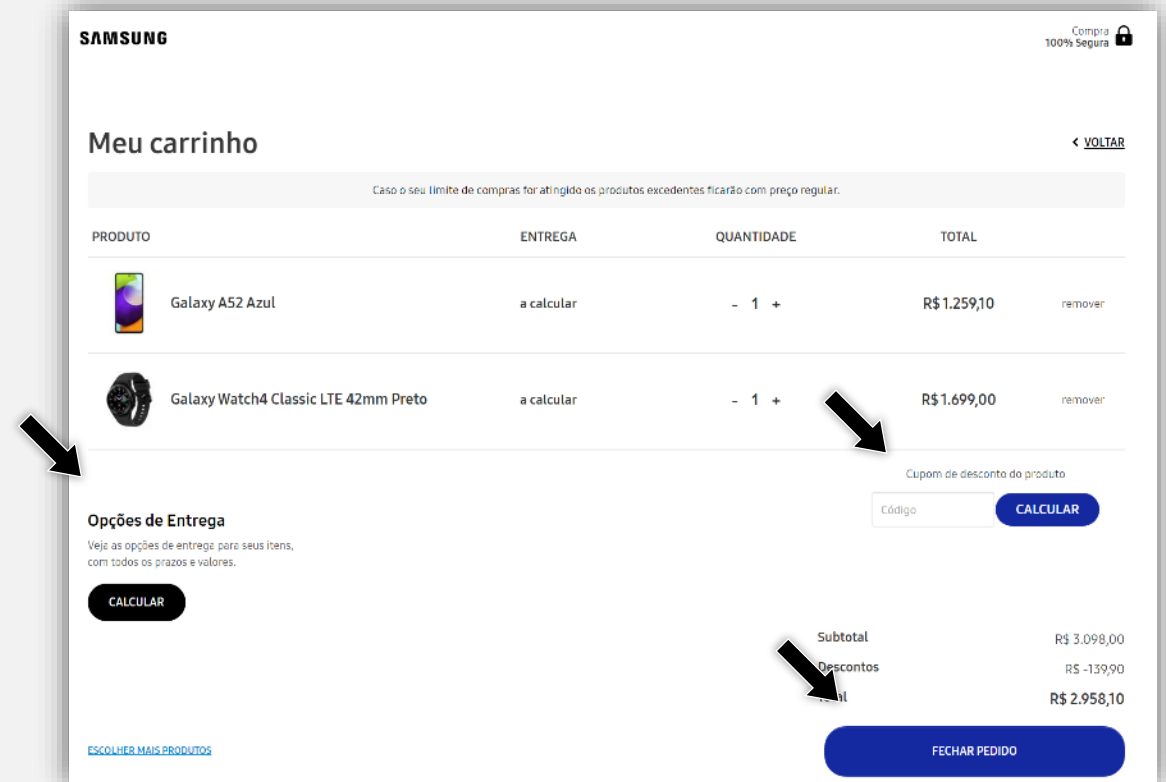 SAMSUNG
Compra
100% Segura
Meu carrinho
< VOLTAR
Caso o seu limite de compras for atingido os produtos excedentes ficarão com preço regular.
PRODUTO ENTREGA QUANTIDADE TOTAL
Galaxy A52 Azul a calcular - 1 + R$ 1.259,10 remover
Galaxy Watch4 Classic LTE 42mm Preto a calcular - 1 + R$ 1.699,00 remover
Cupom de desconto do produto
Código CALCULAR
Opções de Entrega
Veja as opções de entrega para seus itens,
com todos os prazos e valores.
CALCULAR
Subtotal R$ 3.098,00
Descontos R$ -139,90
Total R$ 2.958,10
ESCOLHER MAIS PRODUTOS
FECHAR PEDIDO